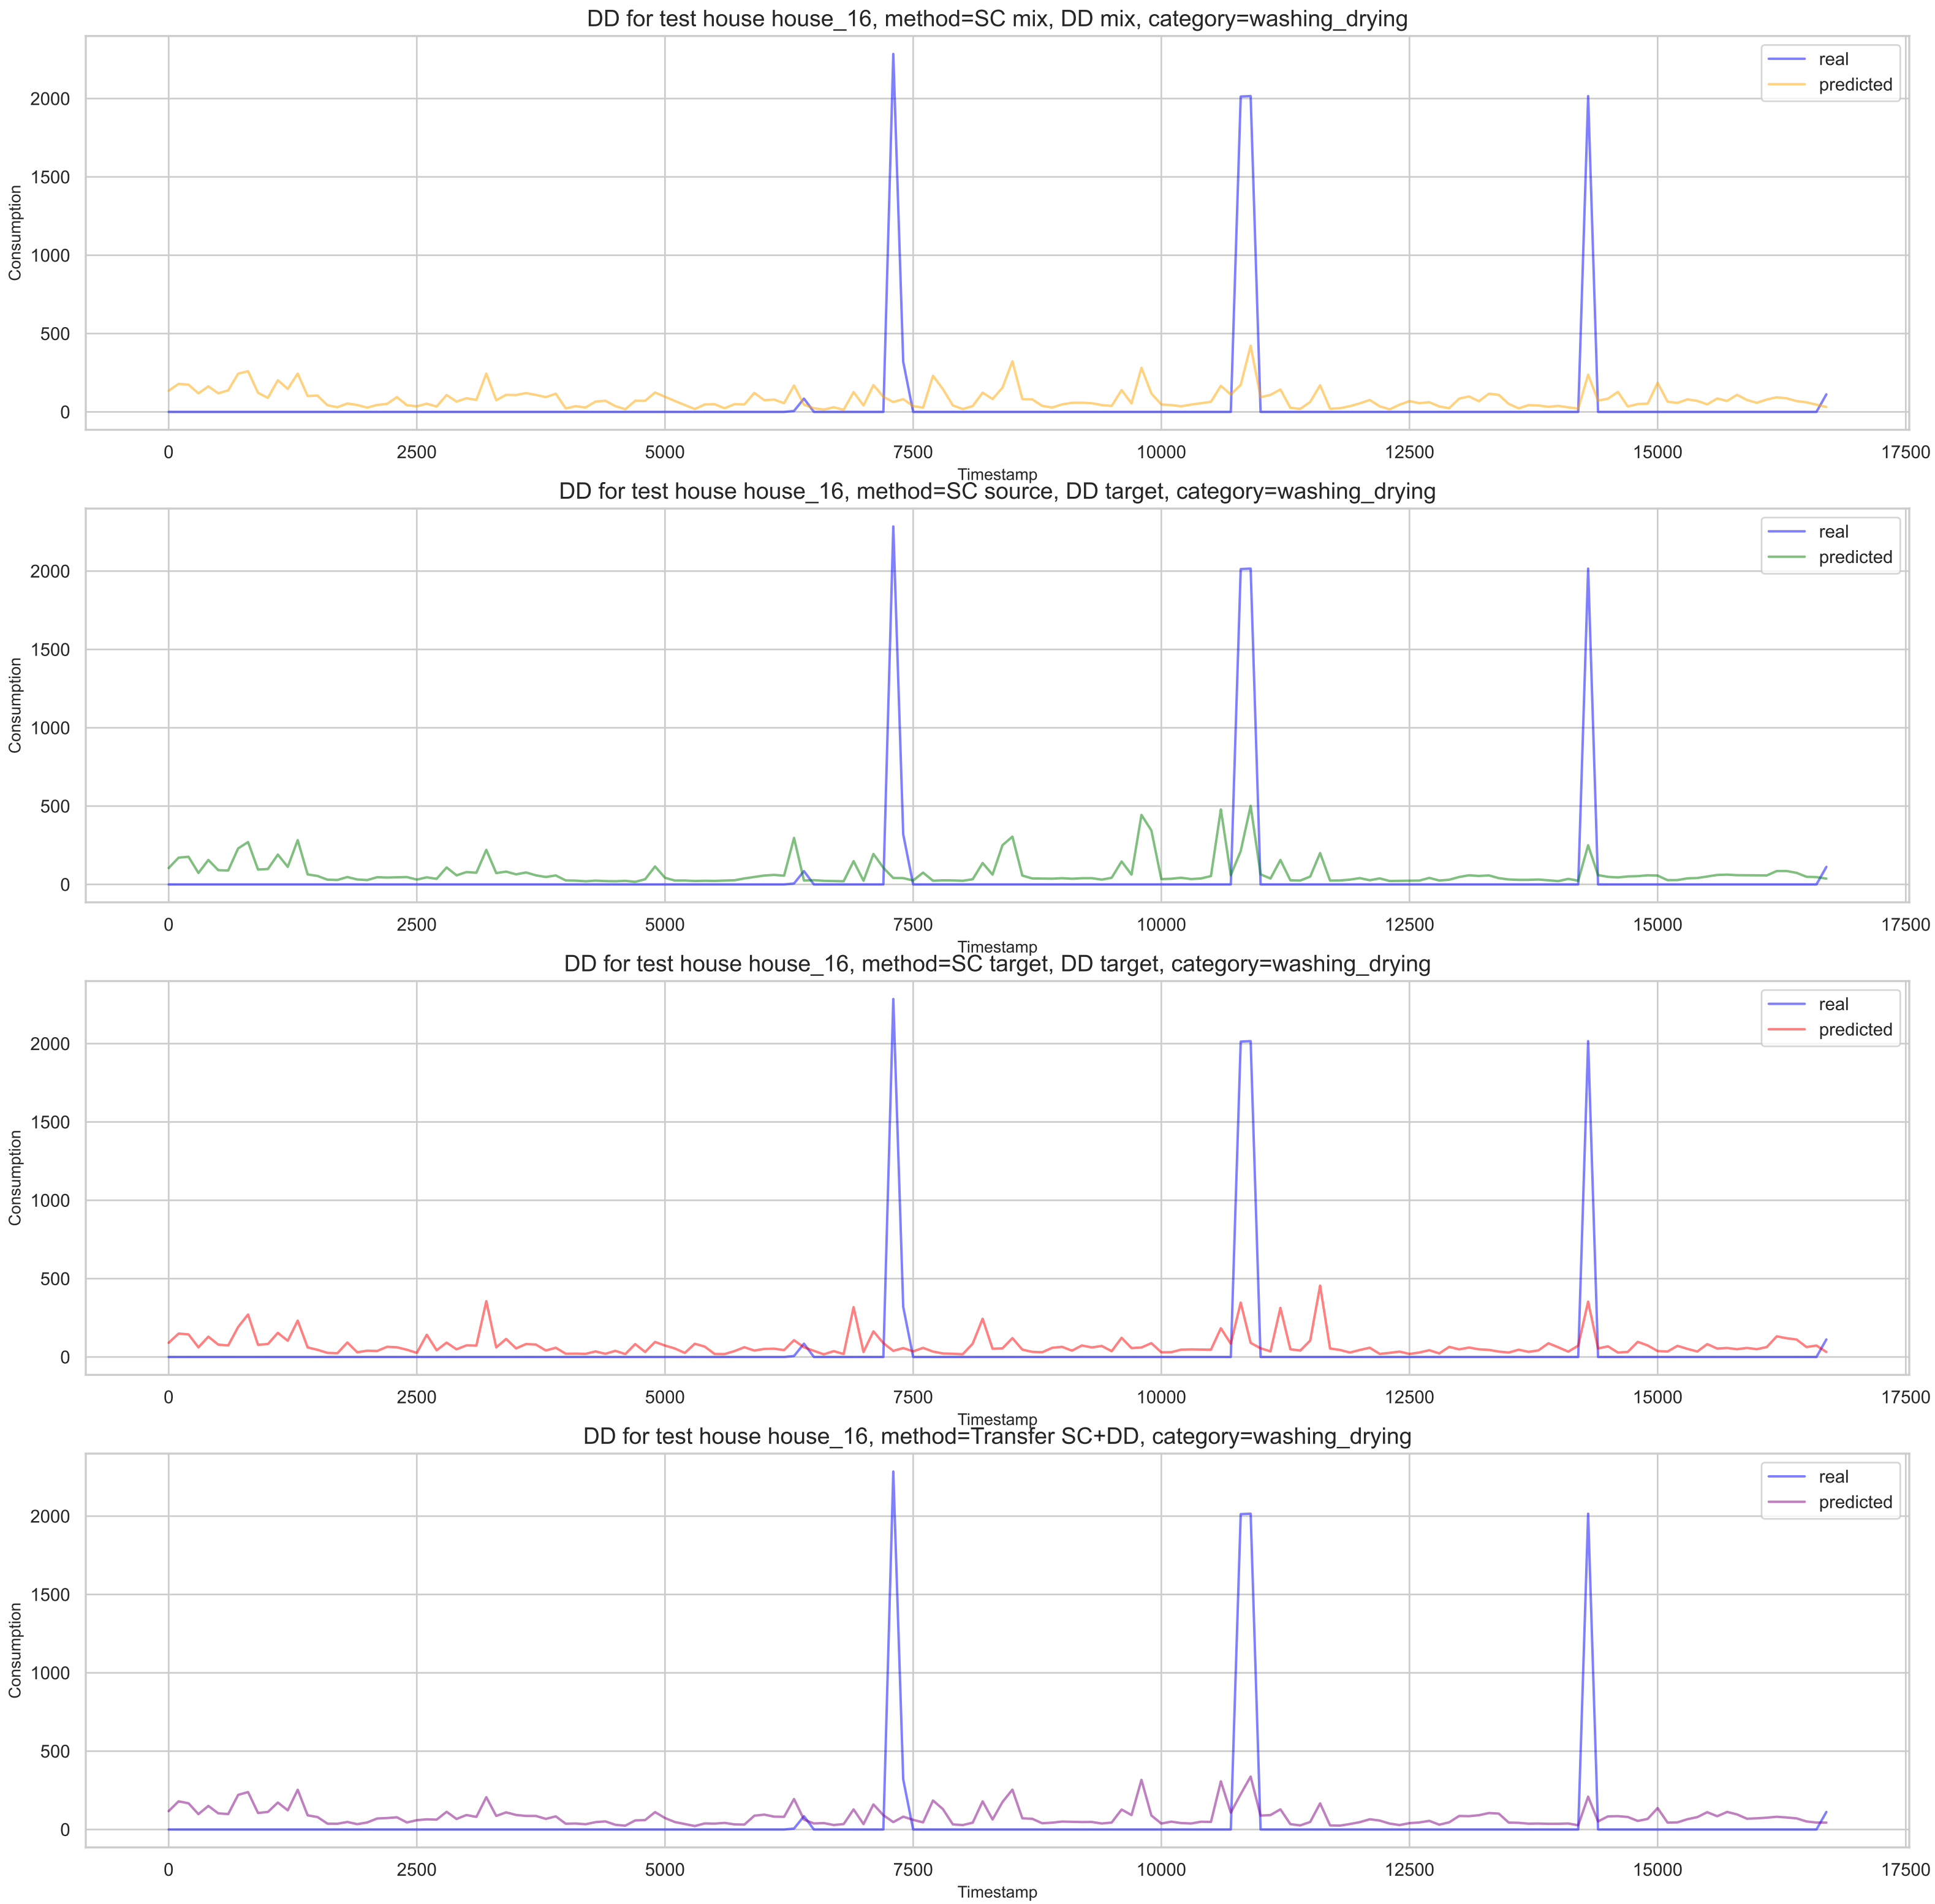 DD for test house house_16, method=SC mix, DD mix, category=washing_drying
real
predicted
Consumption
2000
1500
1000
500
0
0 2500 5000 7500 10000 12500 15000 17500
Timestamp
DD for test house house_16, method=SC source, DD target, category=washing_drying
real
predicted
Consumption
2000
1500
1000
500
0
0 2500 5000 7500 10000 12500 15000 17500
Timestamp
DD for test house house_16, method=SC target, DD target, category=washing_drying
real
predicted
Consumption
2000
1500
1000
500
0
0 2500 5000 7500 10000 12500 15000 17500
Timestamp
DD for test house house_16, method=Transfer SC+DD, category=washing_drying
real
predicted
Consumption
2000
1500
1000
500
0
0 2500 5000 7500 10000 12500 15000 17500
Timestamp